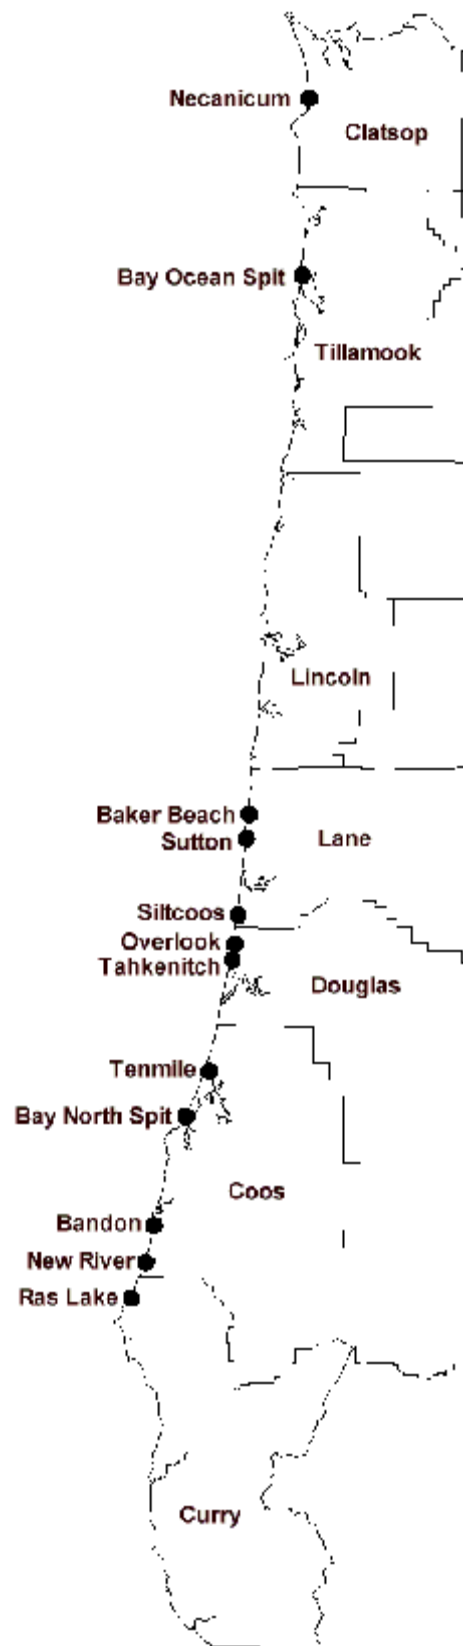 Necanicum
Clatsop
Bay Ocean Spit
Tillamook
Lincoln
Baker Beach
Sutton
Lane
Siltcoos
Overlook
Tahkenitch
Douglas
Tenmile
Bay North Spit
Coos
Bandon
New River
Ras Lake
Curry